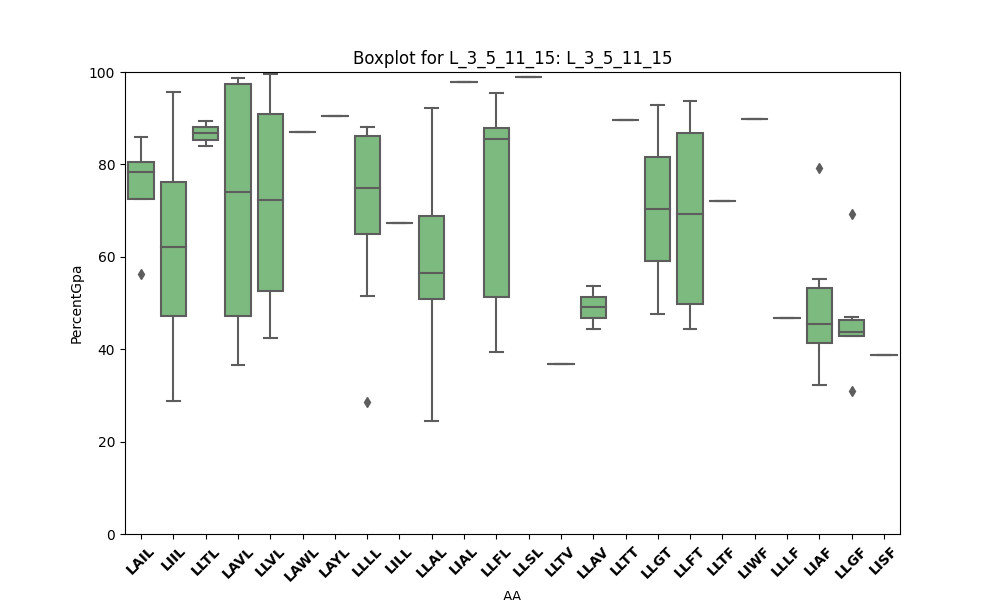 Boxplot for L_3_5_11_15: L_3_5_11_15
100
80
60
40
20
0
PercentGpa
LAIL LIIL LLTL LAVL LLVL LAWL LAYL LLLL LILL LLAL LIAL LLFL LLSL LLTV LLAV LLTT LLGT LLFT LLTF LIWF LLLF LIAF LLGF LISF
AA